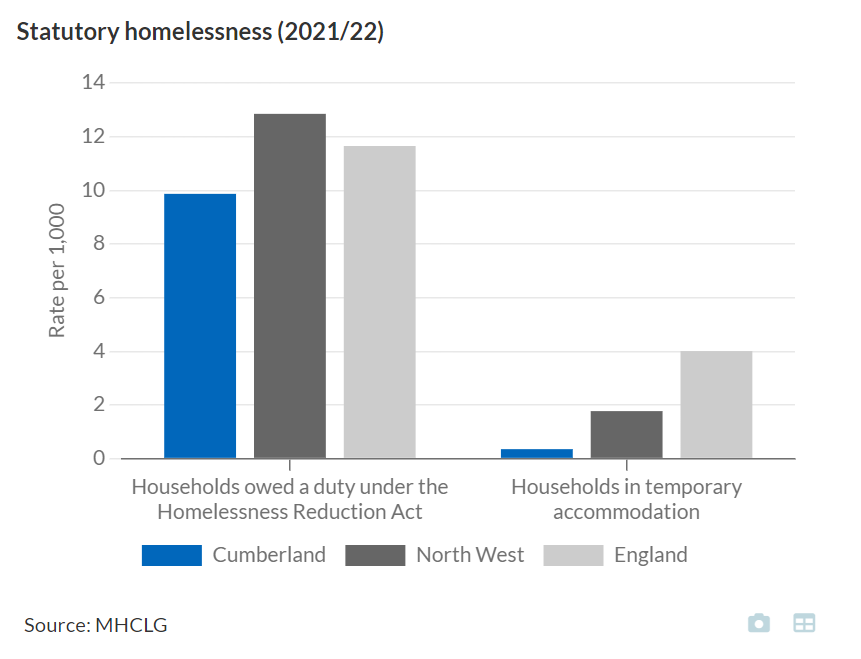 Statutory homelessness (2021/22)
14
12
10
8
6
4
2
0
Rate per 1,000
Households owed a duty under the
Homelessness Reduction Act
Households in temporary
accommodation
Cumberland North West England
Source: MHCLG